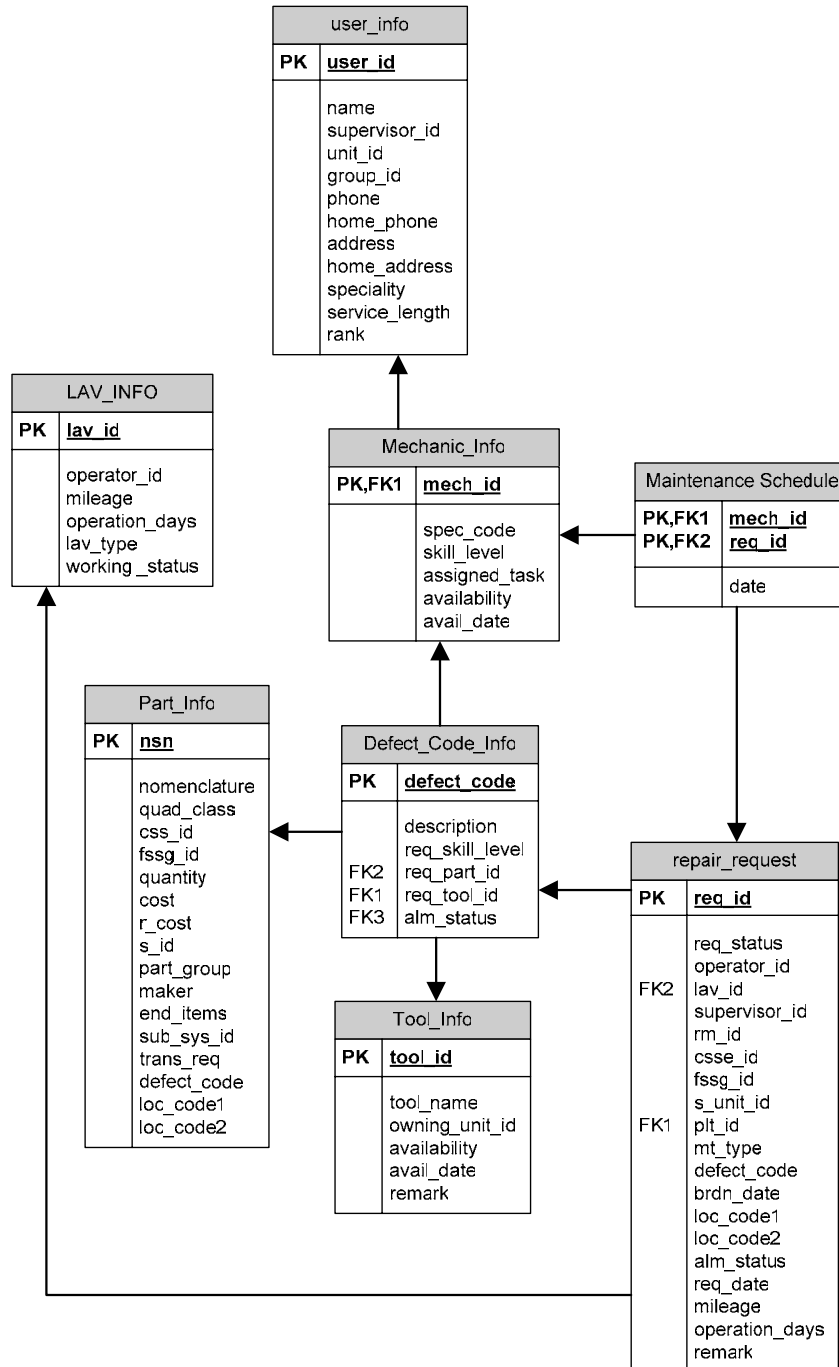 user_info
PK user_id
name
supervisor_id
unit_id
group_id
phone
home_phone
address
home_address
speciality
service_length
rank
LAV_INFO
PK lav_id
operator_id
mileage
operation_days
lav_type
working _status
Mechanic_Info
PK,FK1 mech_id
spec_code
skill_level
assigned_task
availability
avail_date
Maintenance Schedule
PK,FK1 mech_id
PK,FK2 req_id
date
Part_Info
PK nsn
nomenclature
quad_class
css_id
fssg_id
quantity
cost
r_cost
s_id
part_group
maker
end_items
sub_sys_id
trans_req
defect_code
loc_code1
loc_code2
Defect_Code_Info
PK defect_code
description
req_skill_level
FK2 req_part_id
FK1 req_tool_id
FK3 alm_status
Tool_Info
PK tool_id
tool_name
owning_unit_id
availability
avail_date
remark
repair_request
PK req_id
req_status
operator_id
FK2 lav_id
supervisor_id
rm_id
csse_id
fssg_id
s_unit_id
FK1 plt_id
mt_type
defect_code
brdn_date
loc_code1
loc_code2
alm_status
req_date
mileage
operation_days
remark